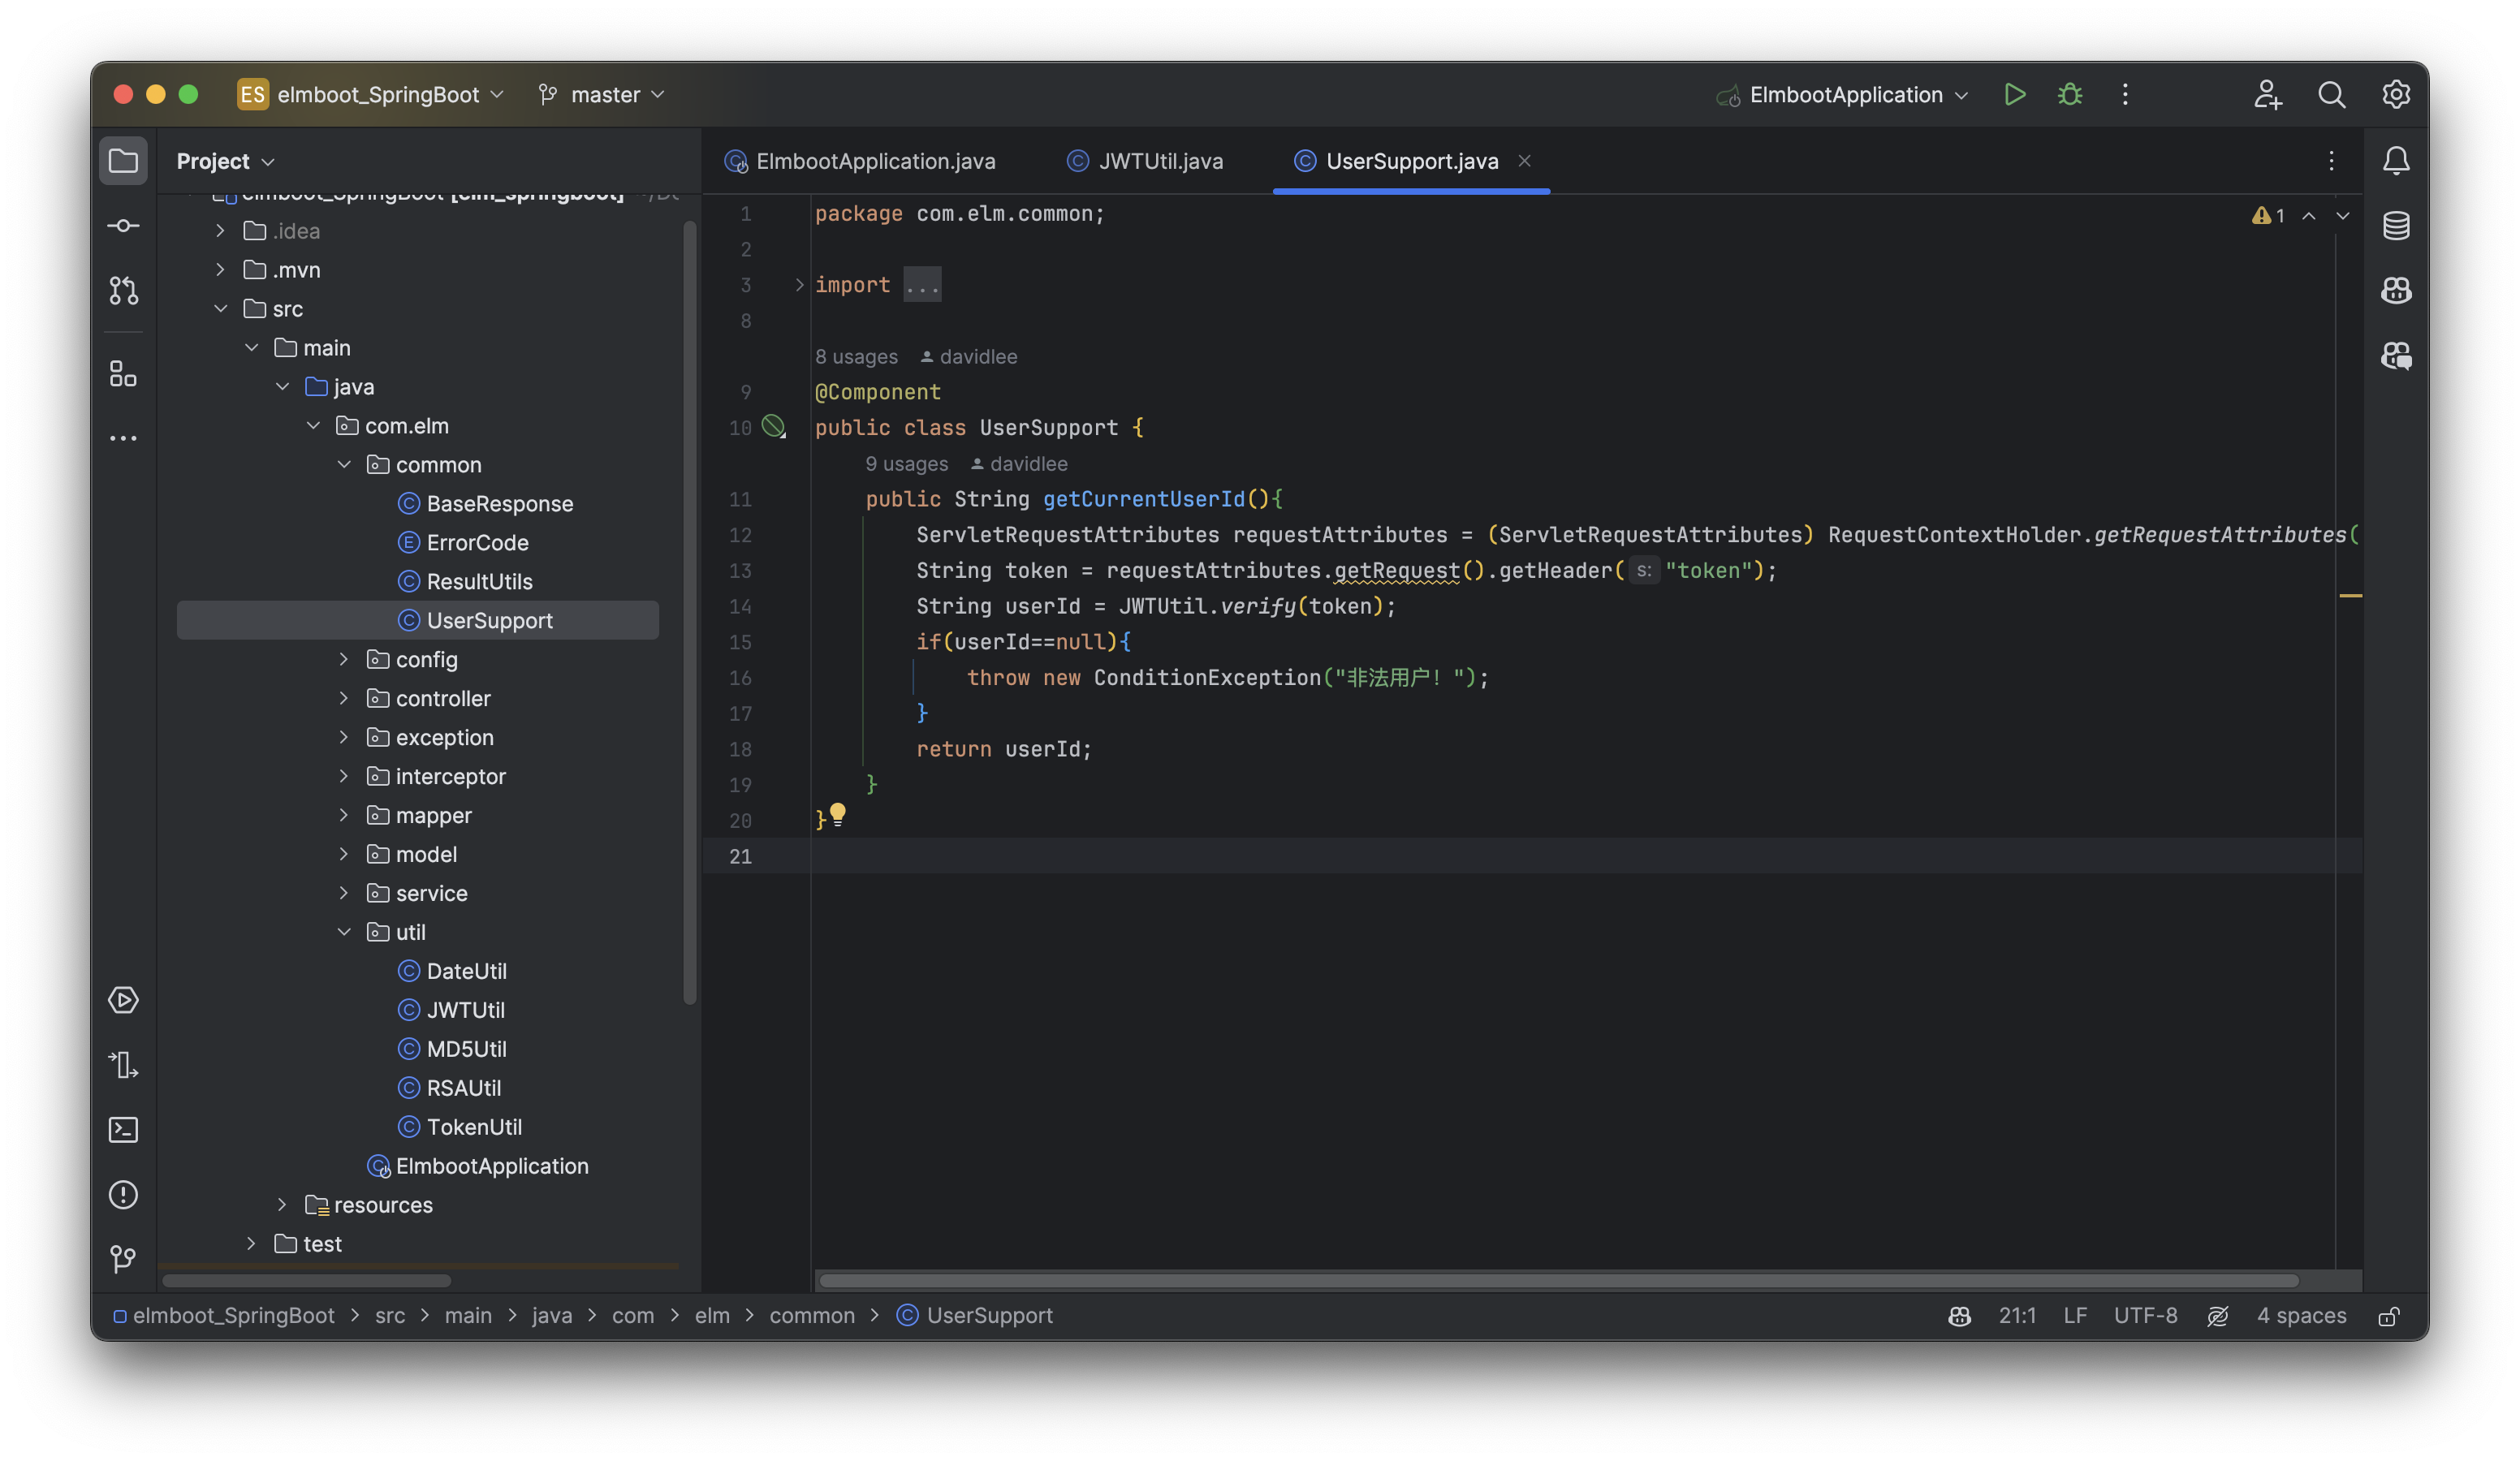 ES elmboot_SpringBoot master ElmbootApplication
Project
ElmbootApplication.java JWTUtil.java UserSupport.java
elmboot_SpringBoot [elm_springboot]
.idea
.mvn
src
main
java
com.elm
common
BaseResponse
ErrorCode
ResultUtils
UserSupport
config
controller
exception
interceptor
mapper
model
service
util
DateUtil
JWTUtil
MD5Util
RSAUtil
TokenUtil
ElmbootApplication
resources
test
1 package com.elm.common;
1
2
3 import ...
8
8 usages davidlee
9 @Component
10 public class UserSupport {
9 usages davidlee
11 public String getCurrentUserId(){
12 ServletRequestAttributes requestAttributes = (ServletRequestAttributes) RequestContextHolder.getRequestAttributes(
13 String token = requestAttributes.getRequest().getHeader( s: "token");
14 String userId = JWTUtil.verify(token);
15 if(userId==null){
16 throw new ConditionException("非法用户！");
17 }
18 return userId;
19 }
20 }
21
elmboot_SpringBoot > src > main > java > com > elm > common > UserSupport 21:1 LF UTF-8 4 spaces